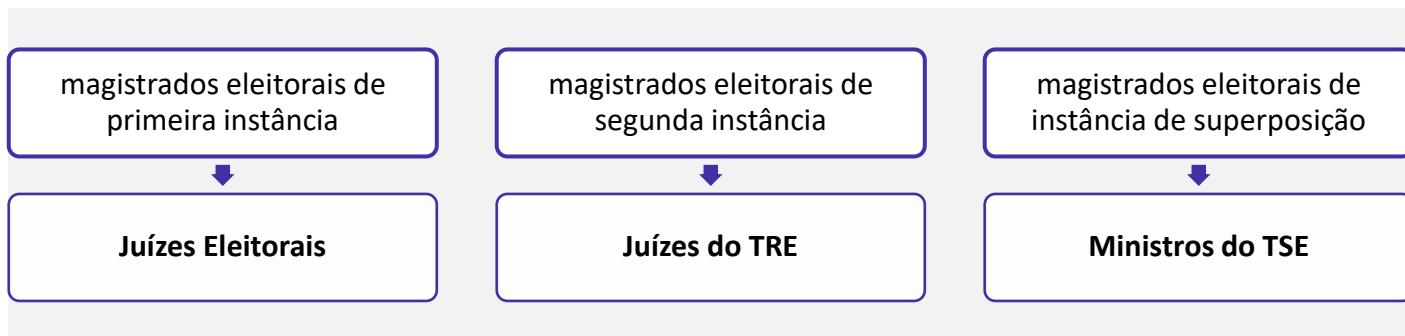 magistrados eleitorais de
primeira instância
Juízes Eleitorais
magistrados eleitorais de
segunda instância
Juízes do TRE
magistrados eleitorais de
instância de superposição
Ministros do TSE